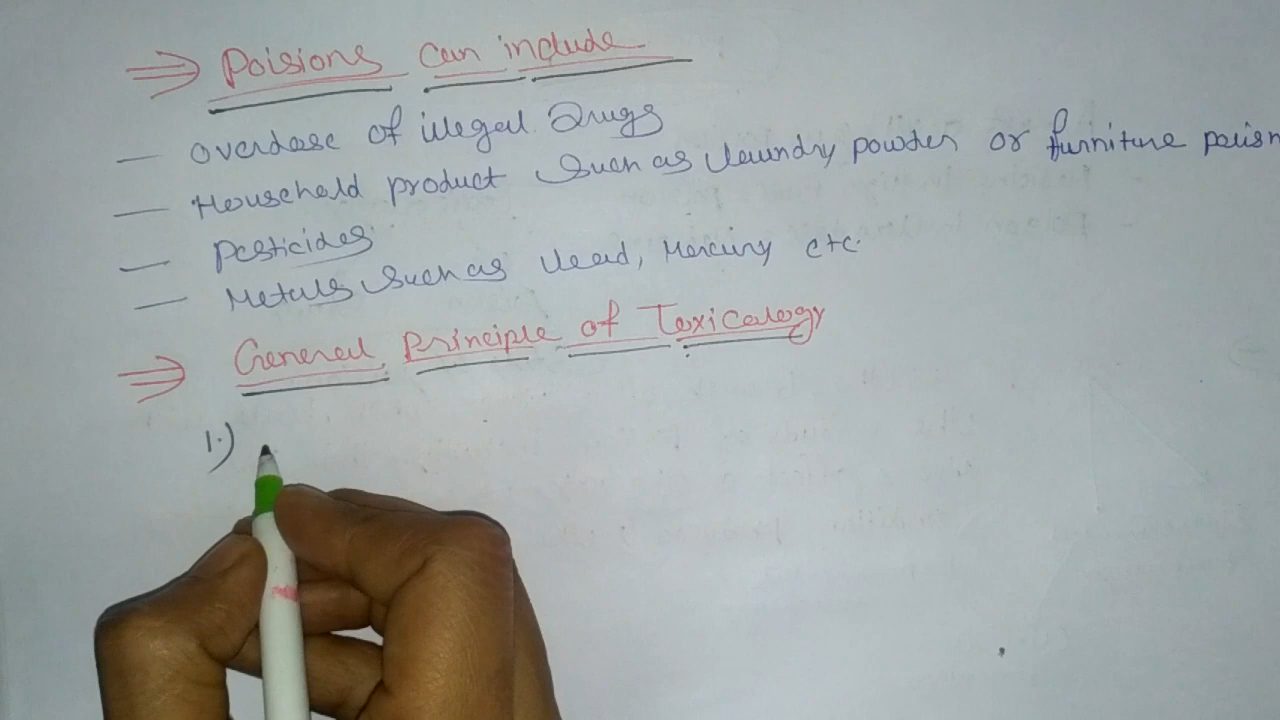 ⇒ Poisions can include
— overdose of illegal Drugs
— Household product Such as laundry powder or furniture polish
— Pesticides
— Metals Such as lead, Mercury etc.
⇒ General Principle of Toxicology
1.)